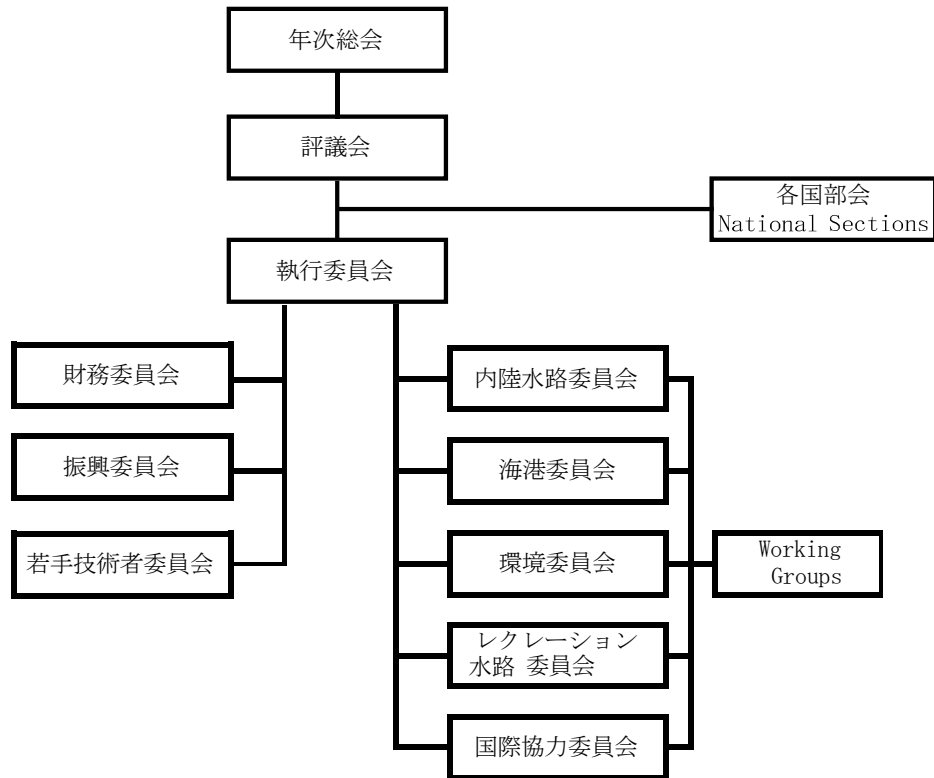 年次総会
評議会
各国部会
National Sections
執行委員会
財務委員会
振興委員会
若手技術者委員会
内陸水路委員会
海港委員会
環境委員会
レクレーション
水路 委員会
国際協力委員会
Working
Groups